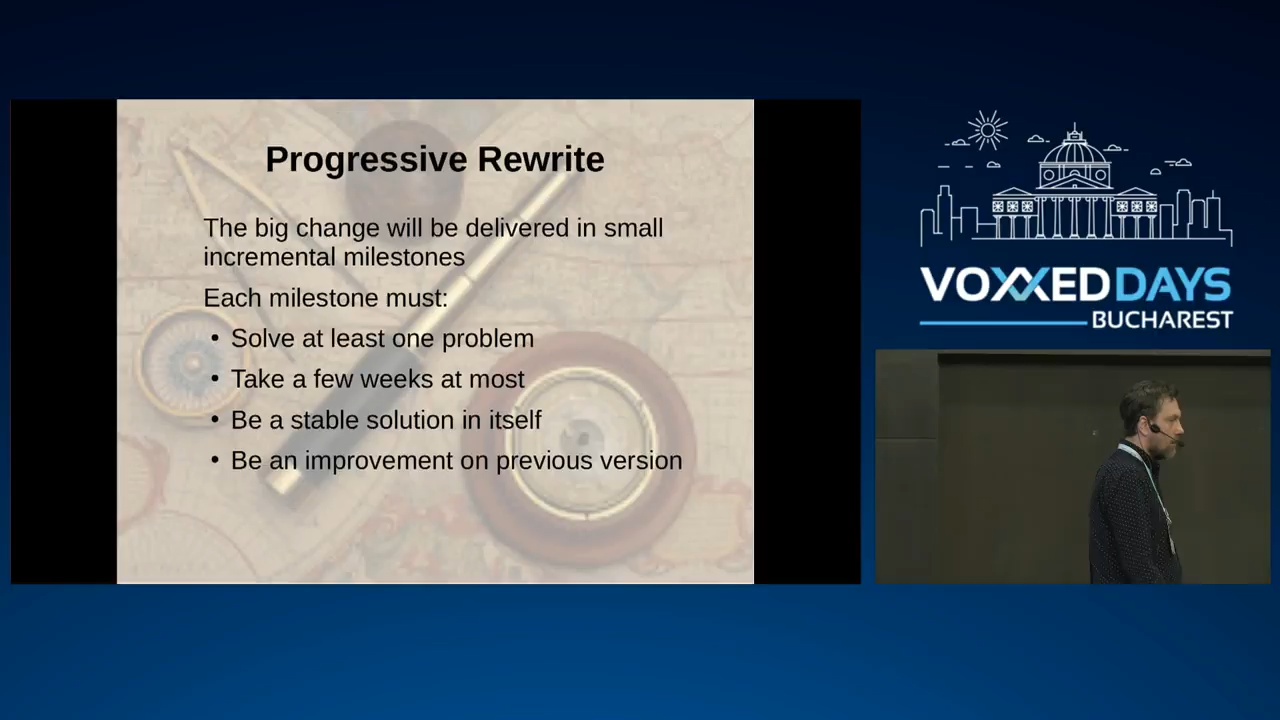 Progressive Rewrite
The big change will be delivered in small
incremental milestones
Each milestone must:
• Solve at least one problem
• Take a few weeks at most
• Be a stable solution in itself
• Be an improvement on previous version
VOXXED DAYS
BUCHAREST